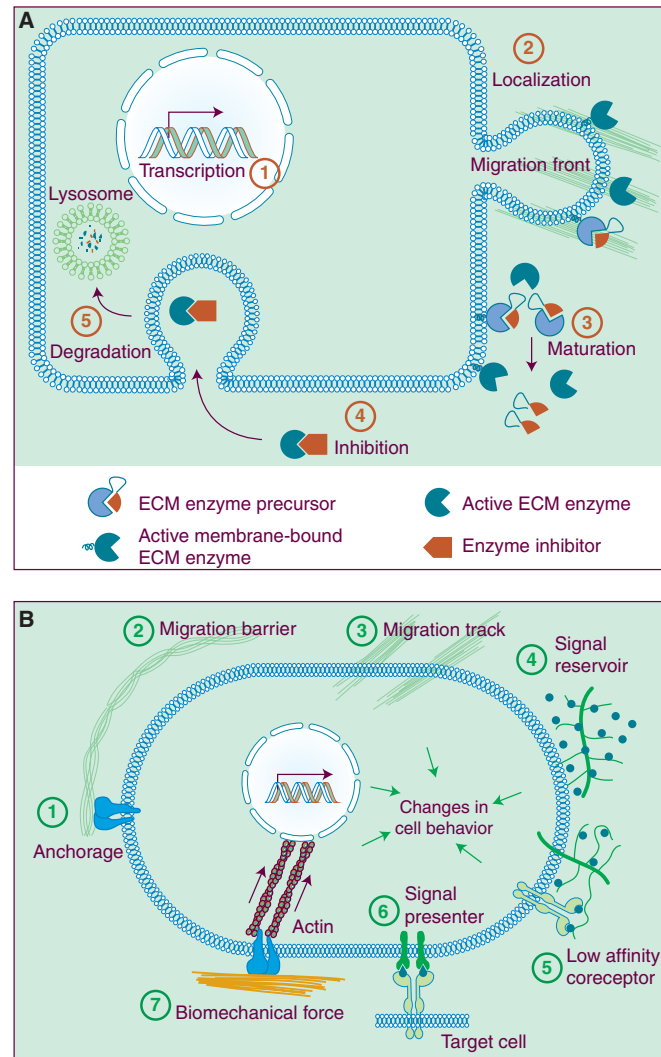 A
2
Localization
Transcription 1
Migration front
Lysosome
5
Degradation
3
Maturation
4
Inhibition
ECM enzyme precursor
Active ECM enzyme
Active membrane-bound
ECM enzyme
Enzyme inhibitor
B
2 Migration barrier
3 Migration track
4 Signal
reservoir
1
Anchorage
Changes in
cell behavior
Actin
6 Signal
presenter
5 Low affinity
coreceptor
7 Biomechanical force
Target cell